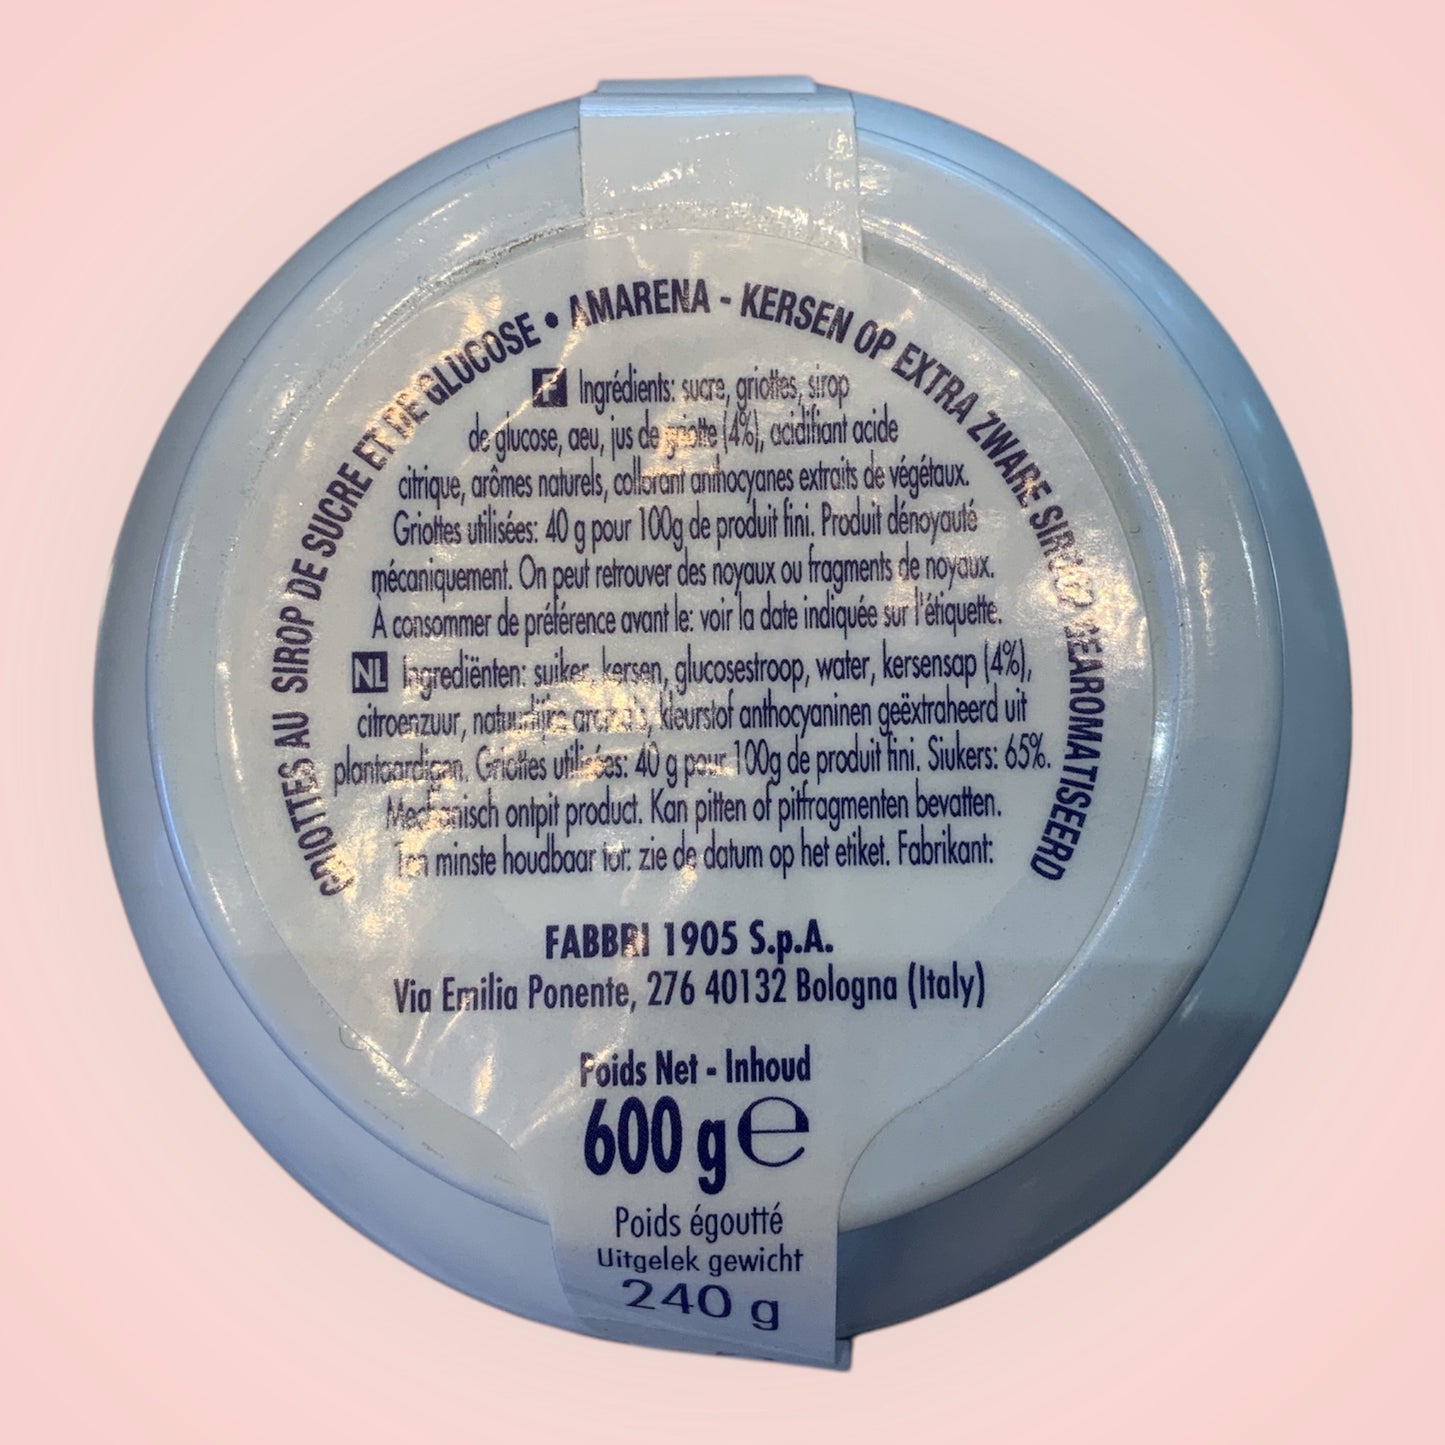 GRIOTTES AU SIROP DE SUCRE ET DE GLUCOSE • AMARENA - KERSEN OP EXTRA ZWARE SIROOP GEAROMATISEERD
F Ingrédients: sucre, griottes, sirop
de glucose, aeu, jus de griotte (4%), acidifiant acide
citrique, arômes naturels, collorant anthocyanes extraits de végétaux.
Griottes utilisées: 40 g pour 100g de produit fini. Produit dénoyauté
mécaniquement. On peut retrouver des noyaux ou fragments de noyaux.
À consommer de préférence avant le: voir la date indiquée sur l'étiquette.
NL Ingrediënten: suiker, kersen, glucosestroop, water, kersensap (4%),
citroenzuur, natuurlijke aroma's, kleurstof anthocyaninen geëxtraheerd uit
plantaardigen. Griottes utilisées: 40 g pour 100g de produit fini. Siukers: 65%.
Mechanisch ontpit product. Kan pitten of pitfragmenten bevatten.
Ten minste houdbaar tot: zie de datum op het etiket. Fabrikant:
FABBRI 1905 S.p.A.
Via Emilia Ponente, 276 40132 Bologna (Italy)
Poids Net - Inhoud
600 g e
Poids égoutté
Uitgelek gewicht
240 g